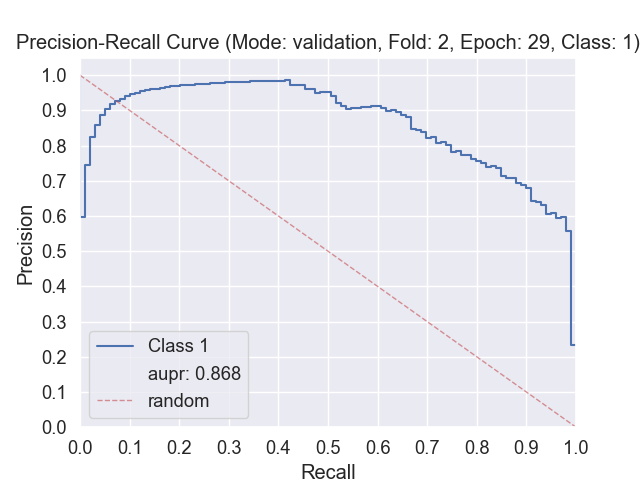 Precision-Recall Curve (Mode: validation, Fold: 2, Epoch: 29, Class: 1)
1.0
0.9
0.8
0.7
0.6
0.5
0.4
0.3
0.2
0.1
0.0
Precision
Class 1
aupr: 0.868
random
0.0 0.1 0.2 0.3 0.4 0.5 0.6 0.7 0.8 0.9 1.0
Recall